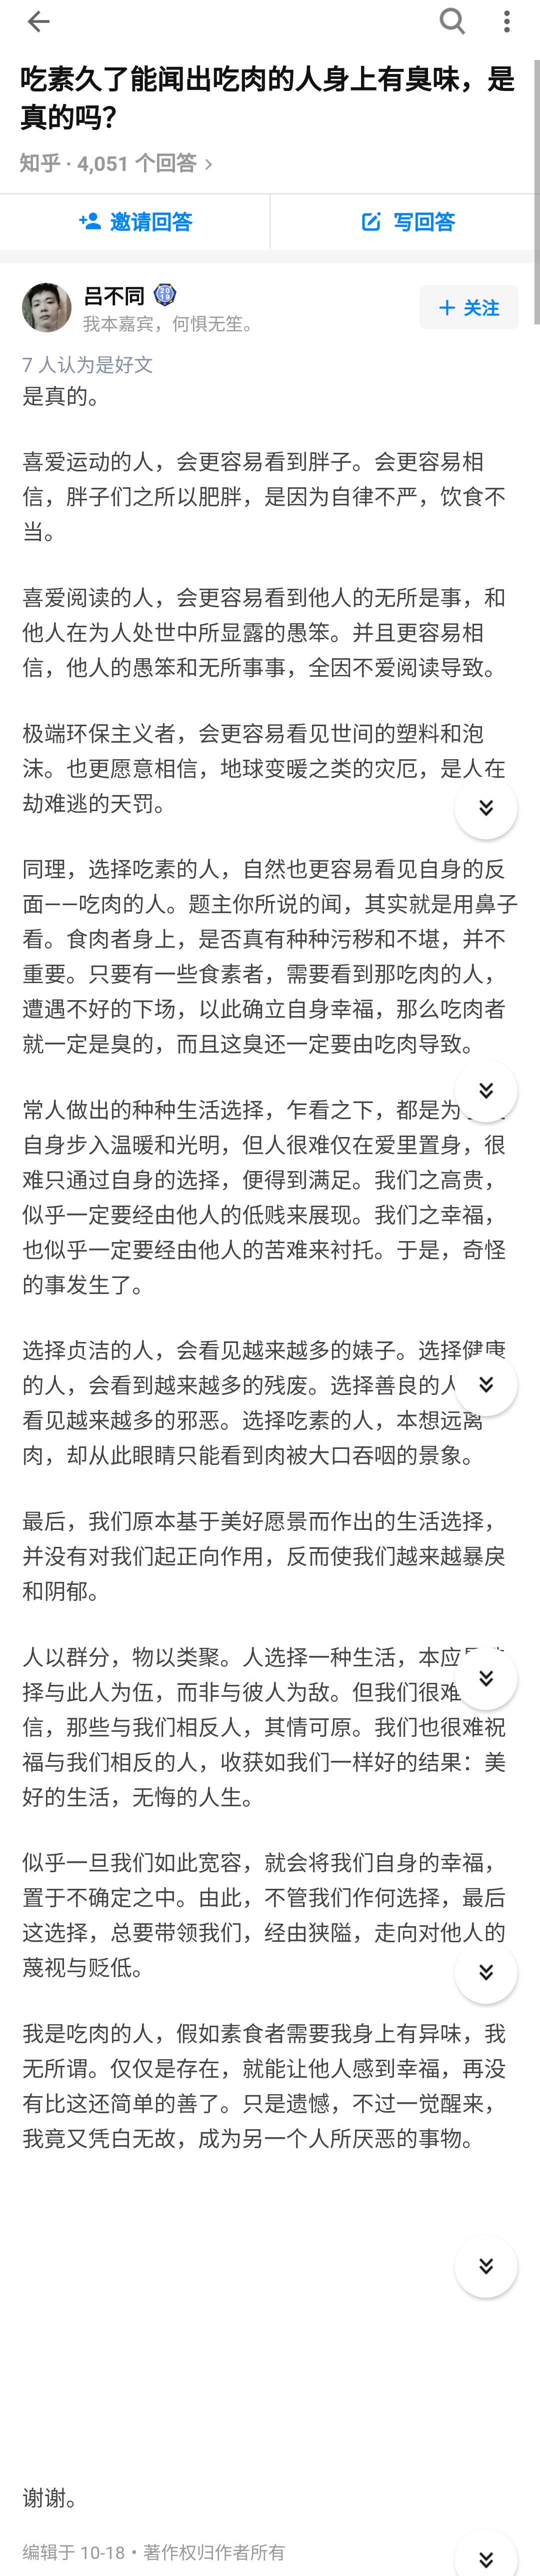 吃素久了能闻出吃肉的人身上有臭味，是
真的吗？
知乎 · 4,051 个回答 >
邀请回答
写回答
吕不同
2019
我本嘉宾，何惧无笙。
+ 关注
7 人认为是好文
是真的。
喜爱运动的人，会更容易看到胖子。会更容易相
信，胖子们之所以肥胖，是因为自律不严，饮食不
当。
喜爱阅读的人，会更容易看到他人的无所是事，和
他人在为人处世中所显露的愚笨。并且更容易相
信，他人的愚笨和无所事事，全因不爱阅读导致。
极端环保主义者，会更容易看见世间的塑料和泡
沫。也更愿意相信，地球变暖之类的灾厄，是人在
劫难逃的天罚。
同理，选择吃素的人，自然也更容易看见自身的反
面——吃肉的人。题主你所说的闻，其实就是用鼻子
看。食肉者身上，是否真有种种污秽和不堪，并不
重要。只要有一些食素者，需要看到那吃肉的人，
遭遇不好的下场，以此确立自身幸福，那么吃肉者
就一定是臭的，而且这臭还一定要由吃肉导致。
常人做出的种种生活选择，乍看之下，都是为
自身步入温暖和光明，但人很难仅在爱里置身，很
难只通过自身的选择，便得到满足。我们之高贵，
似乎一定要经由他人的低贱来展现。我们之幸福，
也似乎一定要经由他人的苦难来衬托。于是，奇怪
的事发生了。
选择贞洁的人，会看见越来越多的婊子。选择健康
的人，会看到越来越多的残废。选择善良的人
看见越来越多的邪恶。选择吃素的人，本想远离
肉，却从此眼睛只能看到肉被大口吞咽的景象。
最后，我们原本基于美好愿景而作出的生活选择，
并没有对我们起正向作用，反而使我们越来越暴戾
和阴郁。
人以群分，物以类聚。人选择一种生活，本应
择与此人为伍，而非与彼人为敌。但我们很难
信，那些与我们相反人，其情可原。我们也很难祝
福与我们相反的人，收获如我们一样好的结果：美
好的生活，无悔的人生。
似乎一旦我们如此宽容，就会将我们自身的幸福，
置于不确定之中。由此，不管我们作何选择，最后
这选择，总要带领我们，经由狭隘，走向对他人的
蔑视与贬低。
我是吃肉的人，假如素食者需要我身上有异味，我
无所谓。仅仅是存在，就能让他人感到幸福，再没
有比这还简单的善了。只是遗憾，不过一觉醒来，
我竟又凭白无故，成为另一个人所厌恶的事物。
谢谢。
编辑于 10-18 · 著作权归作者所有